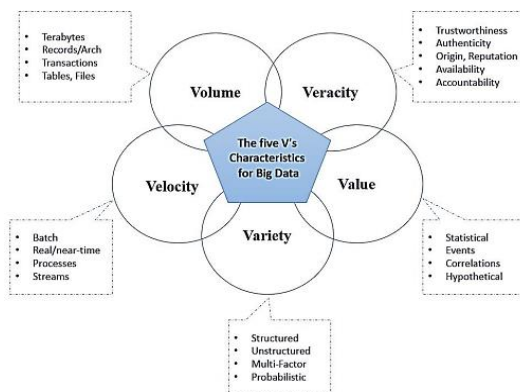 • Terabytes
• Records/Arch
• Transactions
• Tables, Files
• Trustworthiness
• Authenticity
• Origin, Reputation
• Availability
• Accountability
Volume
Veracity
The five V's
Characteristics
for Big Data
Velocity
Value
Variety
• Batch
• Real/near-time
• Processes
• Streams
• Statistical
• Events
• Correlations
• Hypothetical
• Structured
• Unstructured
• Multi-Factor
• Probabilistic